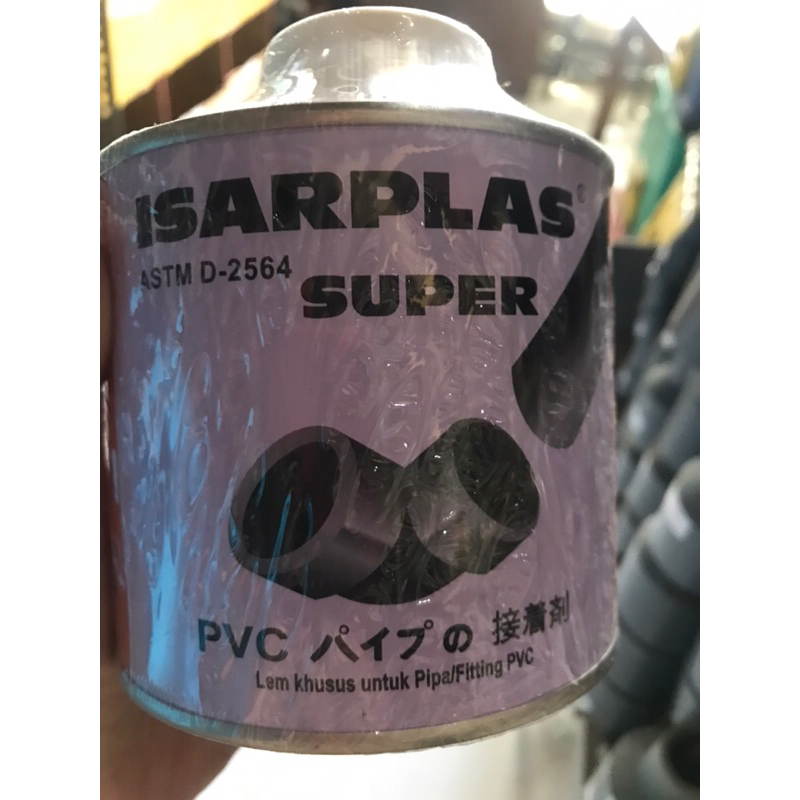 ISARPLAS®
ASTM D-2564
SUPER
PVC パイプの 接着剤
Lem khusus untuk Pipa/Fitting PVC